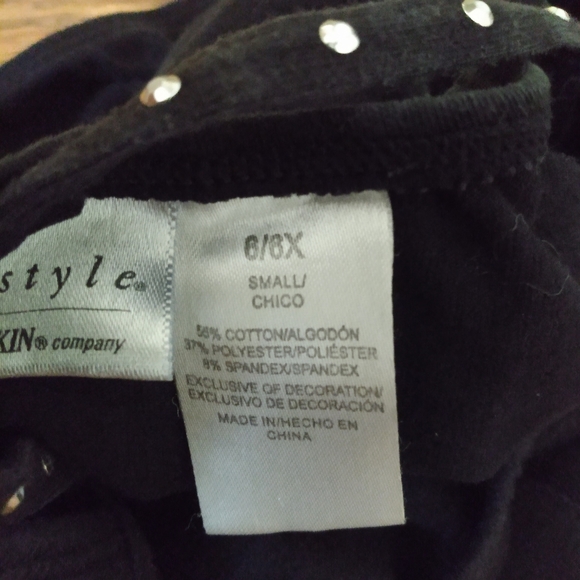 style®
KIN® company
6/6X
SMALL/
CHICO
55% COTTON/ALGODÓN
37% POLYESTER/POLIÉSTER
8% SPANDEX/SPANDEX
EXCLUSIVE OF DECORATION/
EXCLUSIVO DE DECORACIÓN
MADE IN/HECHO EN
CHINA